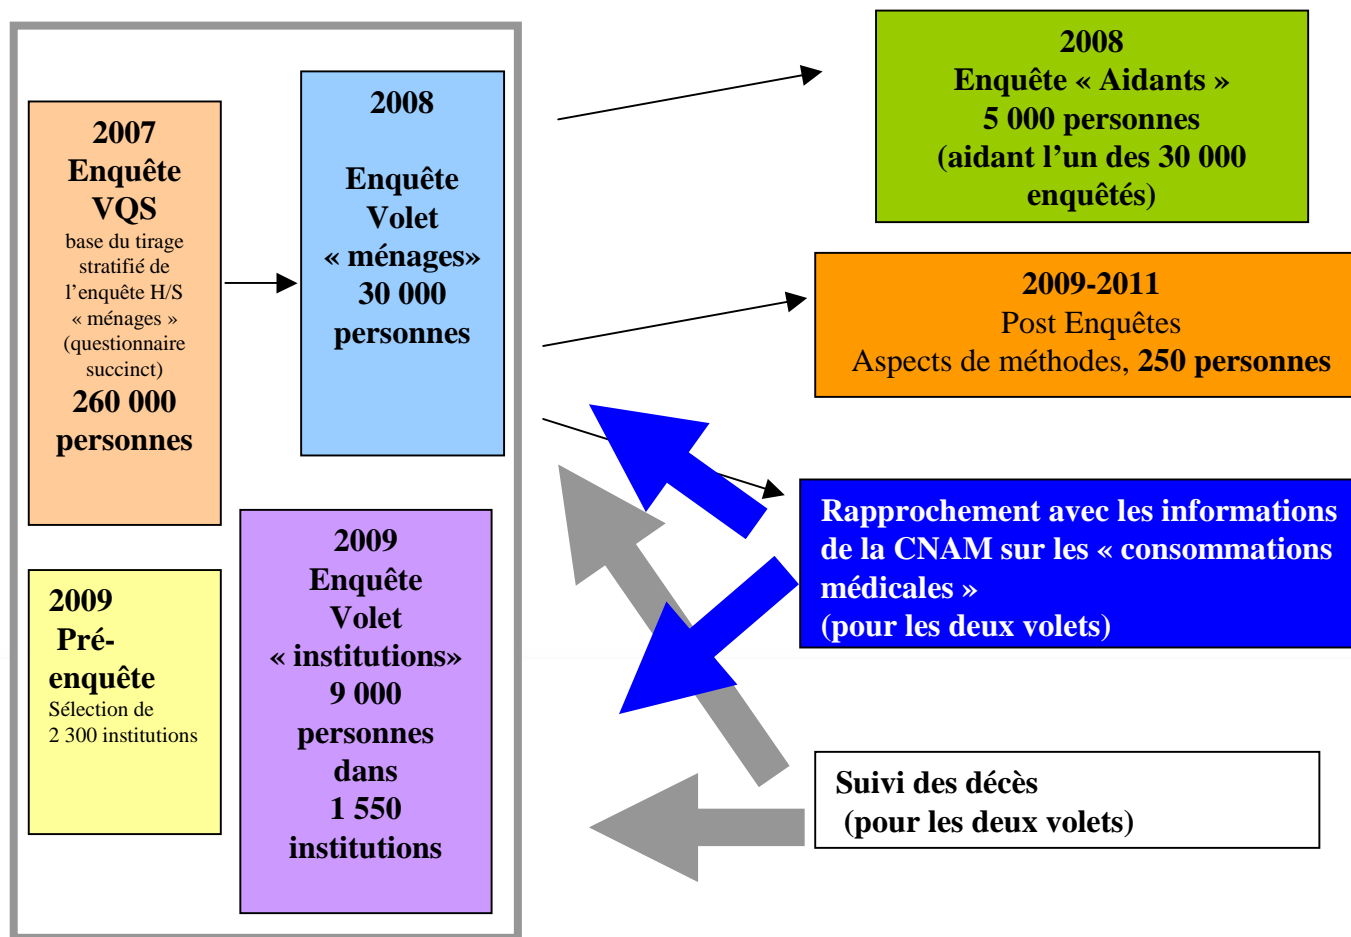 2007
Enquête
VQS
base du tirage
stratifié de
l’enquête H/S
« ménages »
(questionnaire
succinct)
260 000
personnes
2008
Enquête
Volet
« ménages»
30 000
personnes
2009
Pré-
enquête
Sélection de
2 300 institutions
2009
Enquête
Volet
« institutions»
9 000
personnes
dans
1 550
institutions
2008
Enquête « Aidants »
5 000 personnes
(aidant l’un des 30 000
enquêtés)
2009-2011
Post Enquêtes
Aspects de méthodes, 250 personnes
Rapprochement avec les informations
de la CNAM sur les « consommations
médicales »
(pour les deux volets)
Suivi des décès
(pour les deux volets)